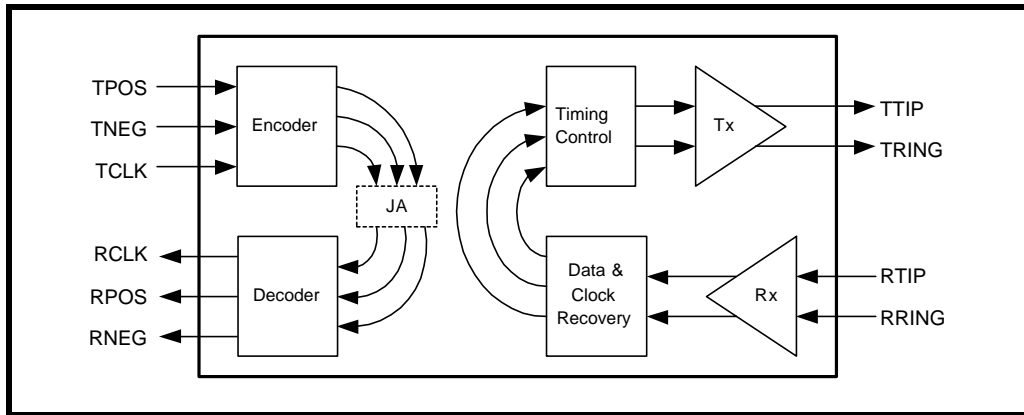 TPOS
TNEG
TCLK
Encoder
JA
RCLK
RPOS
RNEG
Decoder
Timing
Control
Tx
TTIP
TRING
Data &
Clock
Recovery
Rx
RTIP
RRING